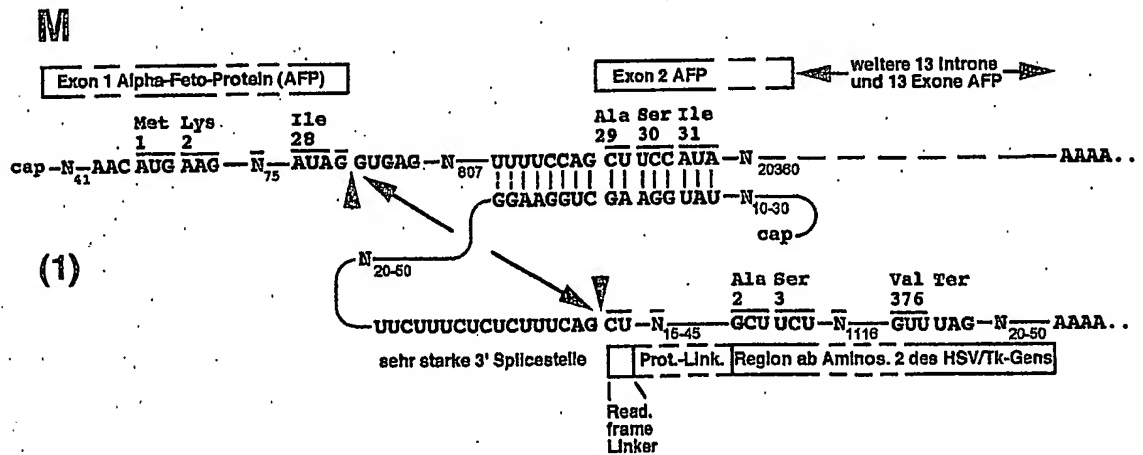 M
Exon 1 Alpha-Feto-Protein (AFP)
Exon 2 AFP
weitere 13 Introne
und 13 Exone AFP
Met Lys
1 2
Ile
28
Ala Ser Ile
29 30 31
cap-N41 AAC AUG AAG-N75-AUAG GUGAG-N807-UUUUCCAG CU UCC AUA-N20360 AAAA..
GGAAGGUC GA AGG UAU-N10-30
cap
N20-50
(1)
Ala Ser
2 3
Val Ter
376
UUCUUUCUCUCUUUCAG CU-N15-45-GCU UCU-N1116-GUU UAG-N20-50-AAAA..
sehr starke 3' Splicestelle
Prot.-Link.
Region ab Aminos. 2 des HSV/Tk-Gens
Read.
frame
Linker